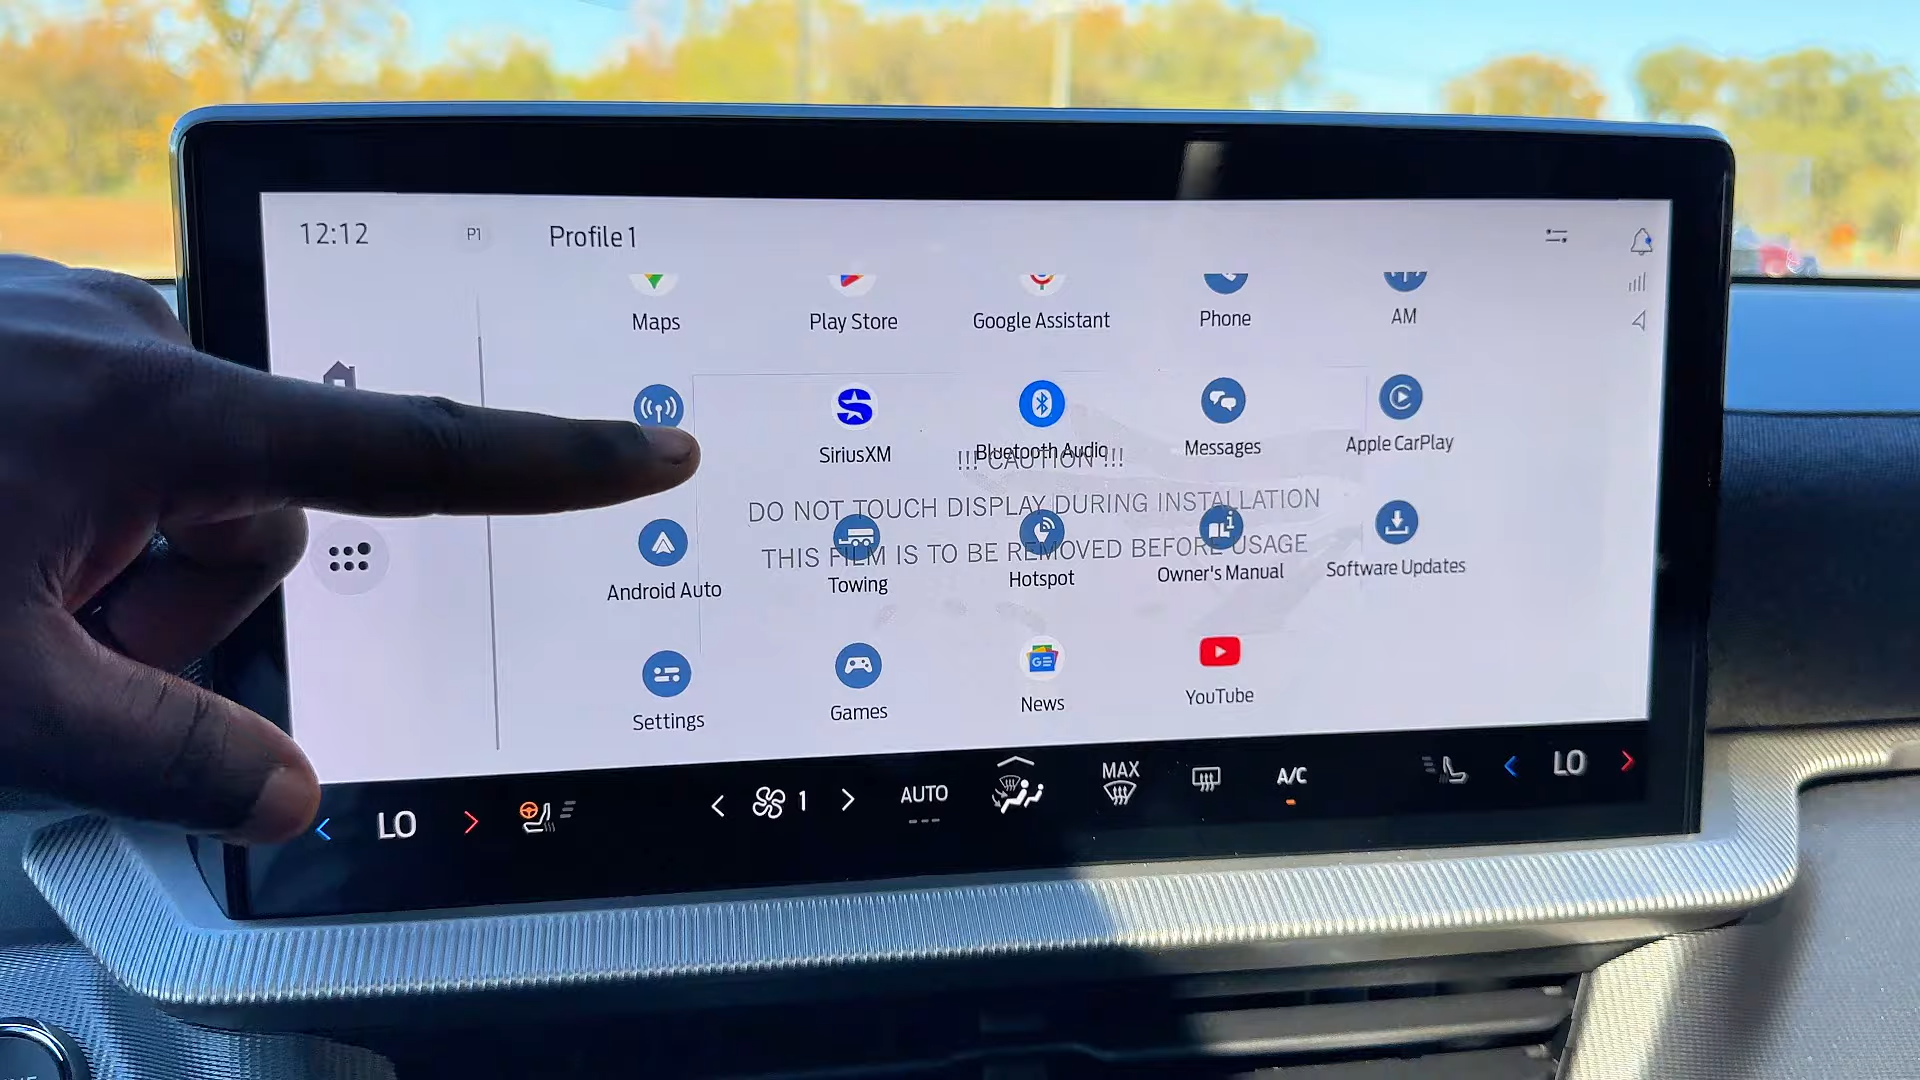 12:12 P1 Profile 1
Maps Play Store Google Assistant Phone AM
SiriusXM Bluetooth Audio Messages Apple CarPlay
!!! CAUTION !!!
DO NOT TOUCH DISPLAY DURING INSTALLATION
THIS FILM IS TO BE REMOVED BEFORE USAGE
Android Auto Towing Hotspot Owner's Manual Software Updates
GE
Settings Games News YouTube
LO 1 AUTO MAX A/C LO